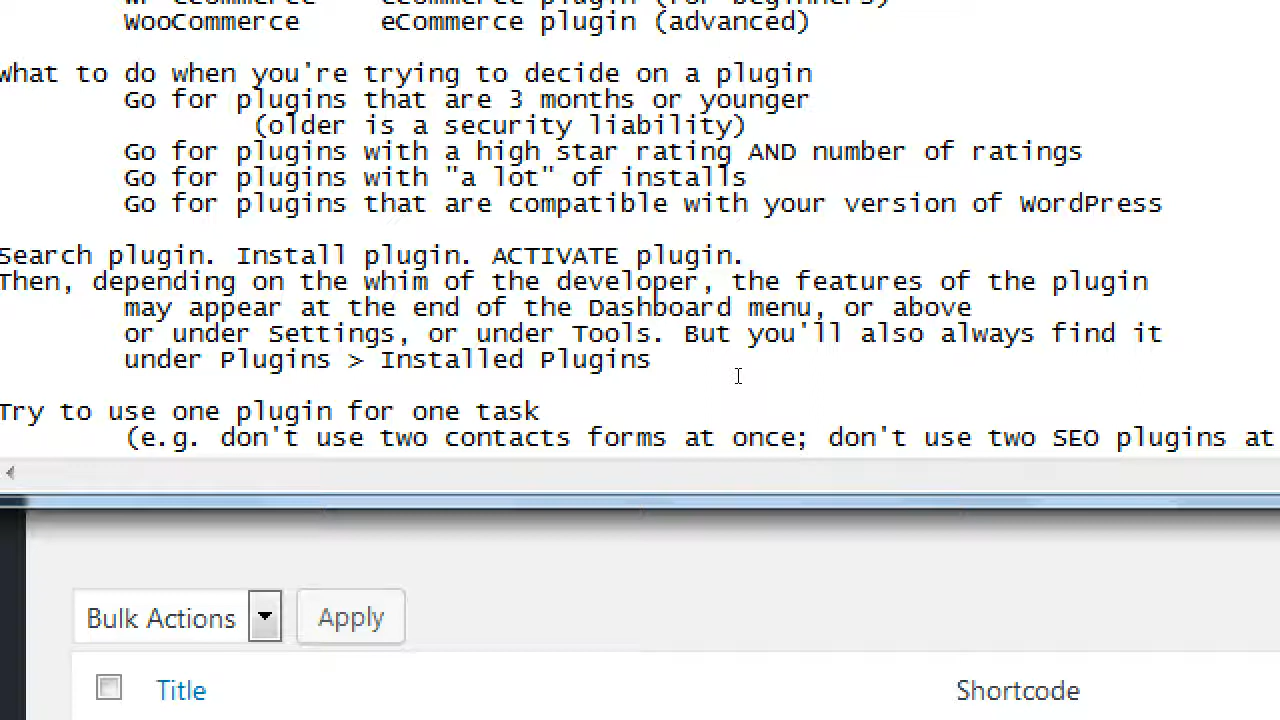 WooCommerce eCommerce plugin (advanced)
What to do when you're trying to decide on a plugin
Go for plugins that are 3 months or younger
(older is a security liability)
Go for plugins with a high star rating AND number of ratings
Go for plugins with "a lot" of installs
Go for plugins that are compatible with your version of WordPress
Search plugin. Install plugin. ACTIVATE plugin.
Then, depending on the whim of the developer, the features of the plugin
may appear at the end of the Dashboard menu, or above
or under Settings, or under Tools. But you'll also always find it
under Plugins > Installed Plugins
Try to use one plugin for one task
(e.g. don't use two contacts forms at once; don't use two SEO plugins at
Bulk Actions Apply
Title Shortcode